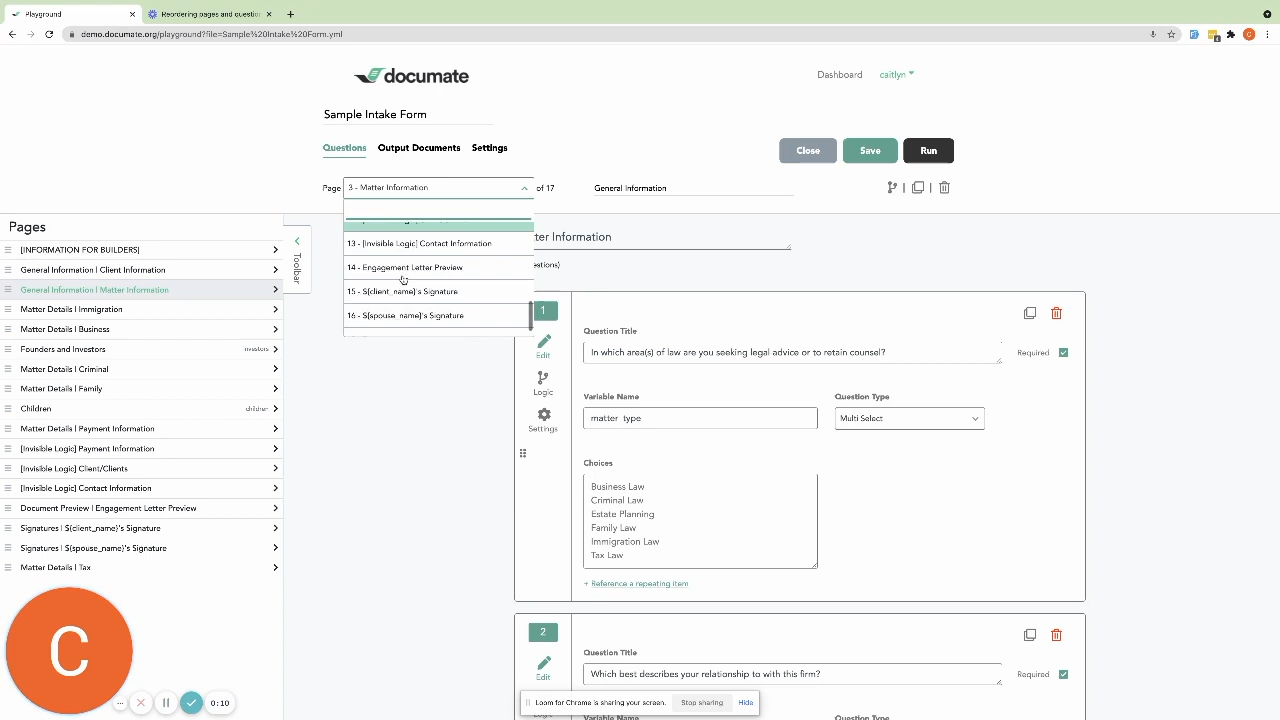 Playground
Reordering pages and question
demo.documate.org/playground?file=Sample%20Intake%20Form.yml
documate
Dashboard
caitlyn
Sample Intake Form
Questions
Output Documents
Settings
Close
Save
Run
Page
3 - Matter Information
of 17
General Information
13 - [Invisible Logic] Contact Information
14 - Engagement Letter Preview
15 - ${client_name}'s Signature
16 - ${spouse_name}'s Signature
Pages
[INFORMATION FOR BUILDERS]
General Information | Client Information
General Information | Matter Information
Matter Details | Immigration
Matter Details | Business
Founders and Investors
investors
Matter Details | Criminal
Matter Details | Family
Children
children
Matter Details | Payment Information
[Invisible Logic] Payment Information
[Invisible Logic] Client/Clients
[Invisible Logic] Contact Information
Document Preview | Engagement Letter Preview
Signatures | ${client_name}'s Signature
Signatures | ${spouse_name}'s Signature
Matter Details | Tax
Toolbar
ter Information
estions)
1
Edit
Logic
Settings
Question Title
In which area(s) of law are you seeking legal advice or to retain counsel?
Required
Variable Name
matter_type
Question Type
Multi Select
Choices
Business Law
Criminal Law
Estate Planning
Family Law
Immigration Law
Tax Law
+ Reference a repeating item
2
Edit
Question Title
Which best describes your relationship to with this firm?
Required
Variable Name
Question Type
C
0:10
Loom for Chrome is sharing your screen.
Stop sharing
Hide